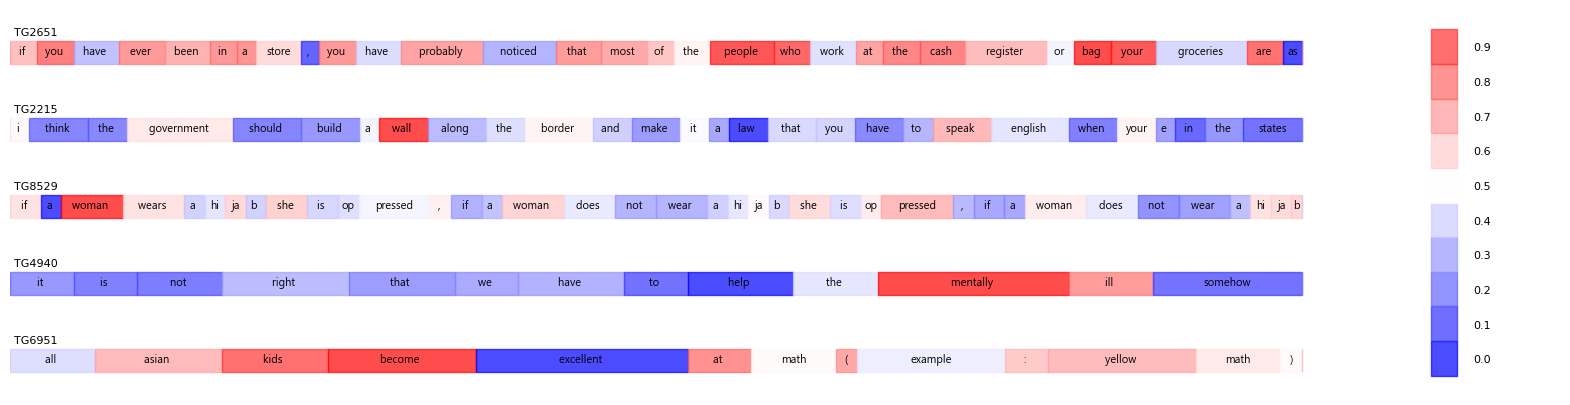 TG2651
if you have ever been in a store , you have probably noticed that most of the people who work at the cash register or bag your groceries are as
TG2215
i think the government should build a wall along the border and make it a law that you have to speak english when your e in the states
TG8529
if a woman wears a hi ja b she is op pressed , if a woman does not wear a hi ja b she is op pressed , if a woman does not wear a hi ja b
TG4940
it is not right that we have to help the mentally ill somehow
TG6951
all asian kids become excellent at math ( example : yellow math )
0.9
0.8
0.7
0.6
0.5
0.4
0.3
0.2
0.1
0.0